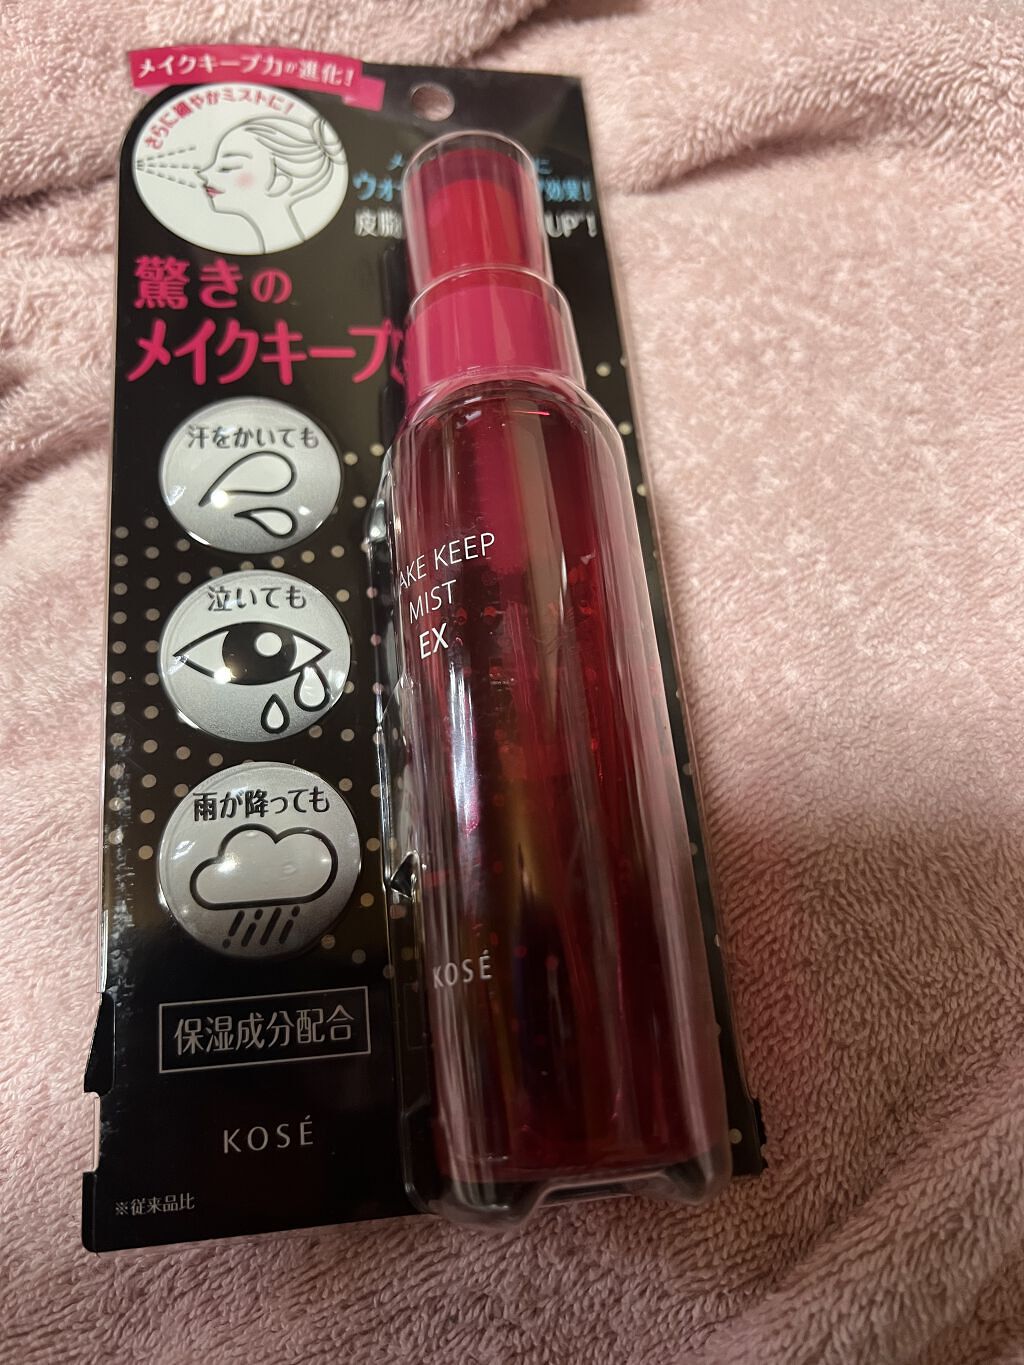 メイクキープ力が進化!
さらに細やかミストに!
ウォ 効果!
皮脂 UP※!
驚きの
メイクキープ
汗をかいても
泣いても
雨が降っても
保湿成分配合
KOSÉ
※従来品比
AKE KEEP
MIST
EX
KOSÉ